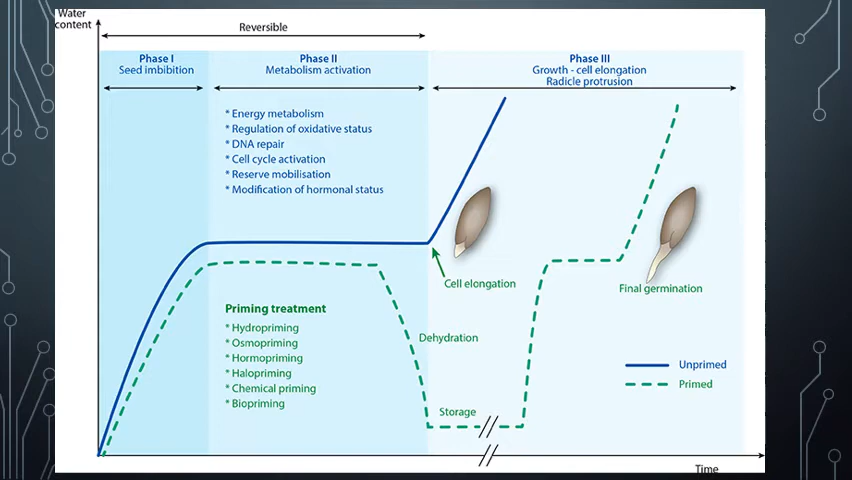 Water
content
Reversible
Phase I
Seed imbibition
Phase II
Metabolism activation
Phase III
Growth - cell elongation
Radicle protrusion
* Energy metabolism
* Regulation of oxidative status
* DNA repair
* Cell cycle activation
* Reserve mobilisation
* Modification of hormonal status
Cell elongation
Final germination
Priming treatment
* Hydropriming
* Osmopriming
* Hormopriming
* Halopriming
* Chemical priming
* Biopriming
Dehydration
Storage
Unprimed
Primed
Time